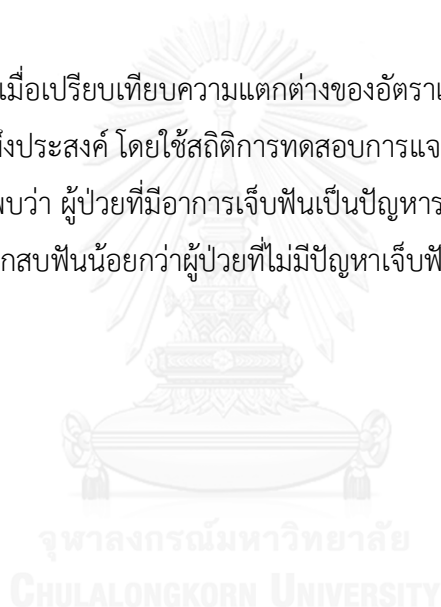 เมื่อเปรียบเทียบความแตกต่างของอัตรา
ประสงค์ โดยใช้สถิติการทดสอบการแจ
พบว่า ผู้ป่วยที่มีอาการเจ็บฟันเป็นปัญหา
กสบฟันน้อยกว่าผู้ป่วยที่ไม่มีปัญหาเจ็บฟั
จุฬาลงกรณ์มหาวิทยาลัย
CHULALONGKORN UNIVERSITY